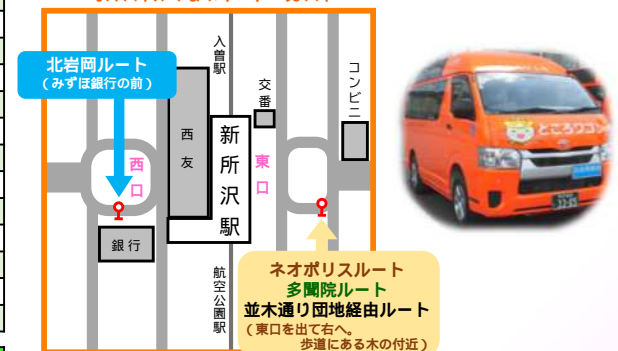 北岩岡ルート
（みずほ銀行の前）
入曽駅
交番
コンビニ
西友
新所沢駅
西口
東口
銀行
航空公園駅
ネオポリスルート
多聞院ルート
並木通り団地経由ルート
（東口を出て右へ。
歩道にある木の付近）
ところワゴン